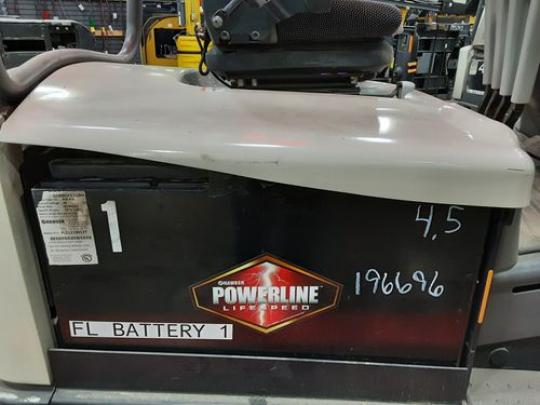 1
4.5
196696
HAWKER
POWERLINE
LIFESPEED
FL BATTERY 1